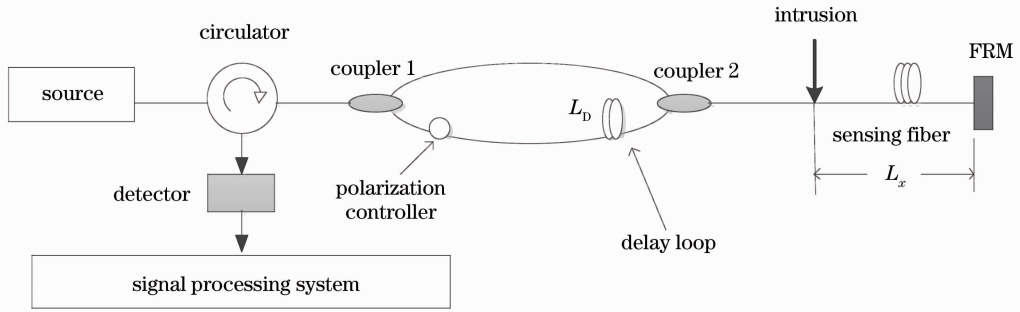 intrusion
circulator
FRM
coupler 1
coupler 2
source
L_D
sensing fiber
L_x
detector
polarization
controller
delay loop
signal processing system